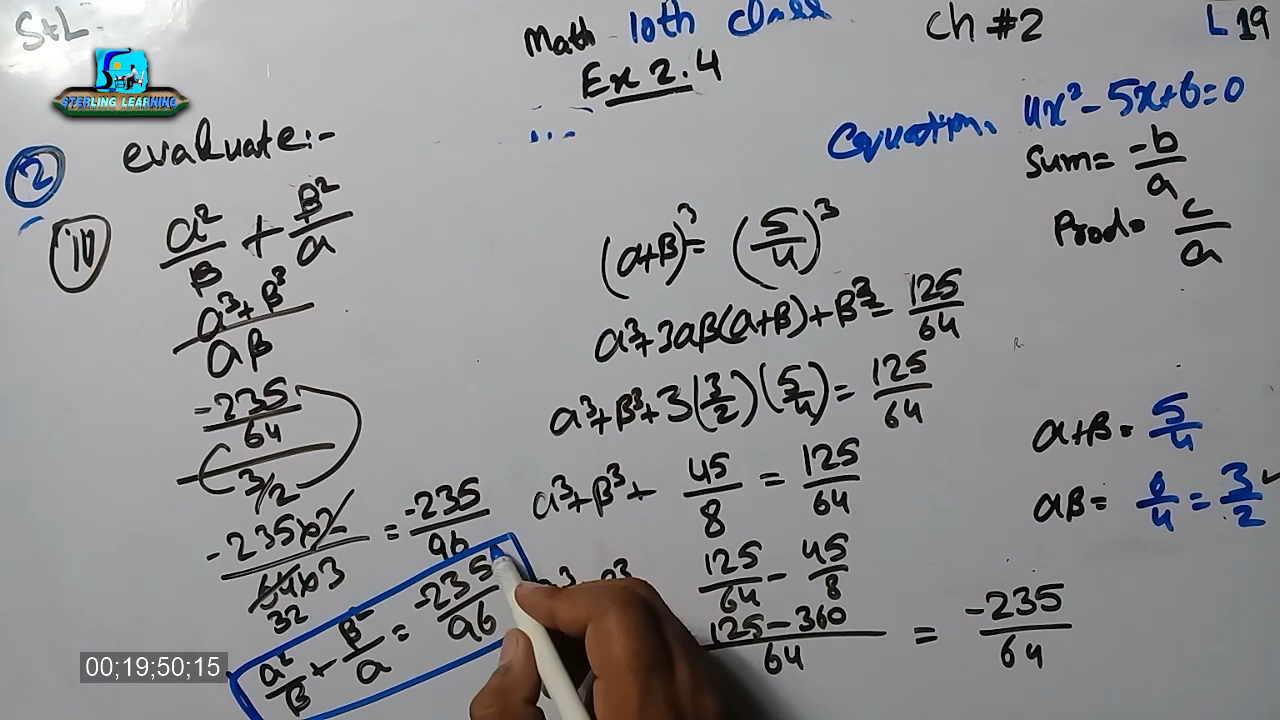 StL
Math 10th class
Ch #2
L 19
STERLING LEARNING
Ex 2.4
...
Equation. 4x² - 5x+6=0
② evaluate:-
Sum= -b/a
Prod= c/a
iv α²/β + β²/α
α³+β³/αβ
-235/64
3/2
-235×2/64×3 = -235/96
32
α²/β + β²/α = -235/96
(α+β)³= (5/4)³
α³+3αβ(α+β)+β³= 125/64
α³+β³+3(3/2)(5/4)= 125/64
α³+β³+ 45/8 = 125/64
125/64 - 45/8
125-360/64 = -235/64
α+β= 5/4
αβ= 6/4 = 3/2
00:19:50:15